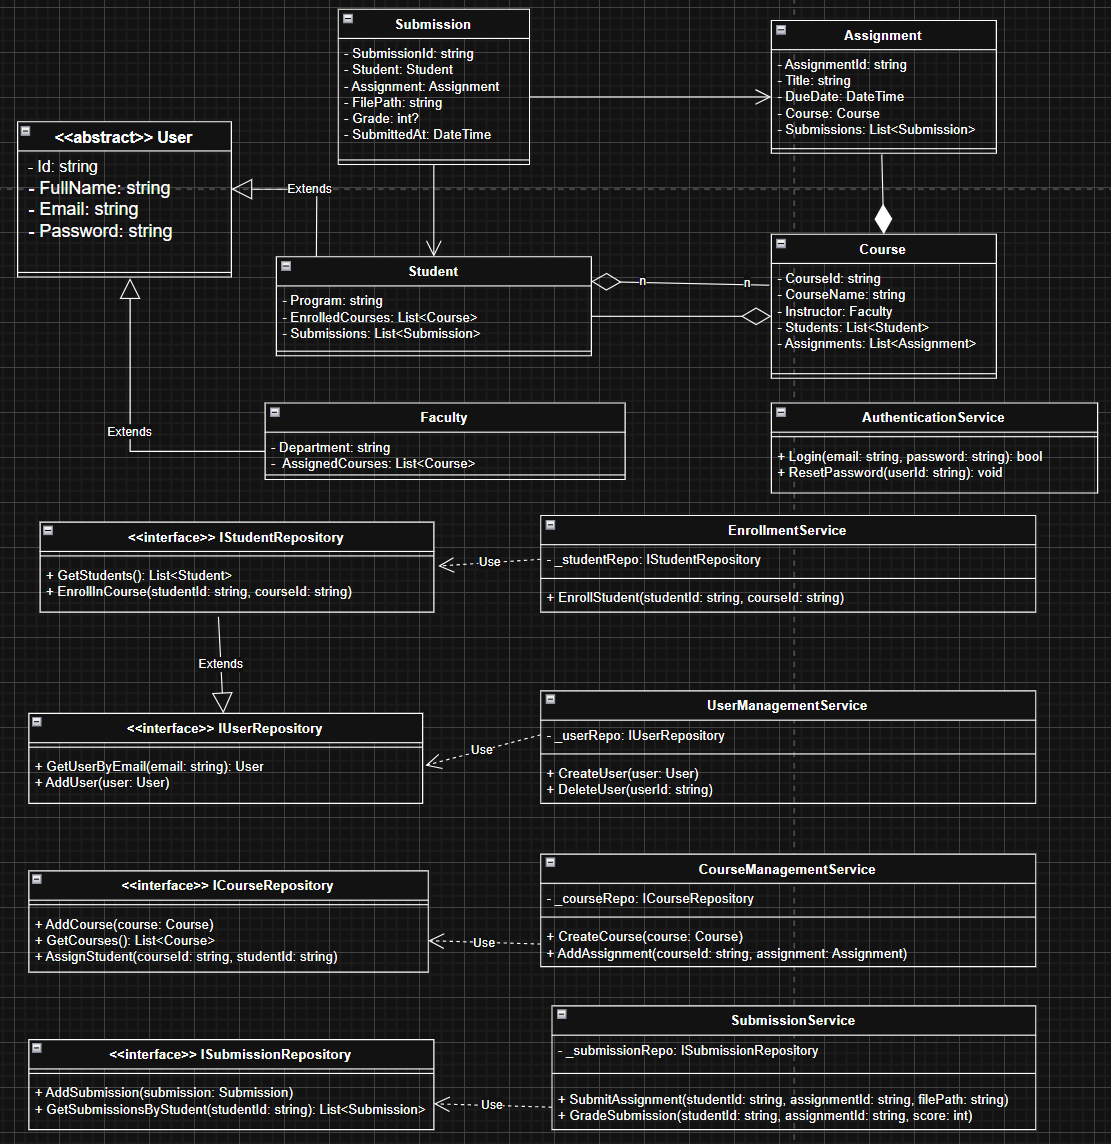 Submission
- SubmissionId: string
- Student: Student
- Assignment: Assignment
- FilePath: string
- Grade: int?
- SubmittedAt: DateTime
Assignment
- AssignmentId: string
- Title: string
- DueDate: DateTime
- Course: Course
- Submissions: List<Submission>
<<abstract>> User
- Id: string
- FullName: string
- Email: string
- Password: string
Extends
Student
- Program: string
- EnrolledCourses: List<Course>
- Submissions: List<Submission>
n
n
Course
- CourseId: string
- CourseName: string
- Instructor: Faculty
- Students: List<Student>
- Assignments: List<Assignment>
Extends
Faculty
- Department: string
- AssignedCourses: List<Course>
AuthenticationService
+ Login(email: string, password: string): bool
+ ResetPassword(userId: string): void
<<interface>> IStudentRepository
+ GetStudents(): List<Student>
+ EnrollInCourse(studentId: string, courseId: string)
Use
EnrollmentService
- _studentRepo: IStudentRepository
+ EnrollStudent(studentId: string, courseId: string)
Extends
<<interface>> IUserRepository
+ GetUserByEmail(email: string): User
+ AddUser(user: User)
Use
UserManagementService
- _userRepo: IUserRepository
+ CreateUser(user: User)
+ DeleteUser(userId: string)
<<interface>> ICourseRepository
+ AddCourse(course: Course)
+ GetCourses(): List<Course>
+ AssignStudent(courseId: string, studentId: string)
Use
CourseManagementService
- _courseRepo: ICourseRepository
+ CreateCourse(course: Course)
+ AddAssignment(courseId: string, assignment: Assignment)
<<interface>> ISubmissionRepository
+ AddSubmission(submission: Submission)
+ GetSubmissionsByStudent(studentId: string): List<Submission>
Use
SubmissionService
- _submissionRepo: ISubmissionRepository
+ SubmitAssignment(studentId: string, assignmentId: string, filePath: string)
+ GradeSubmission(studentId: string, assignmentId: string, score: int)